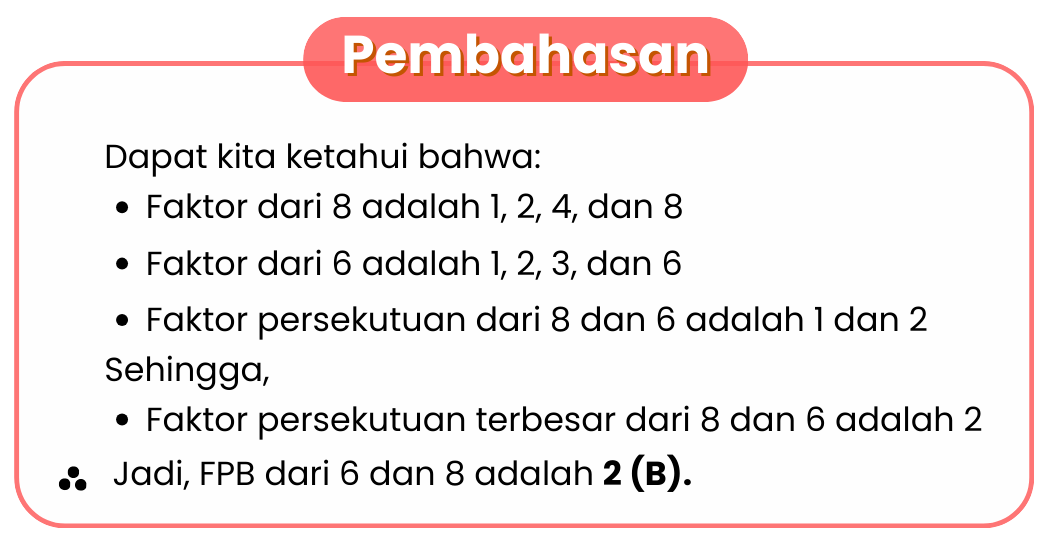 Pembahasan
Dapat kita ketahui bahwa:
• Faktor dari 8 adalah 1, 2, 4, dan 8
• Faktor dari 6 adalah 1, 2, 3, dan 6
• Faktor persekutuan dari 8 dan 6 adalah 1 dan 2
Sehingga,
• Faktor persekutuan terbesar dari 8 dan 6 adalah 2
∴ Jadi, FPB dari 6 dan 8 adalah 2 (B).